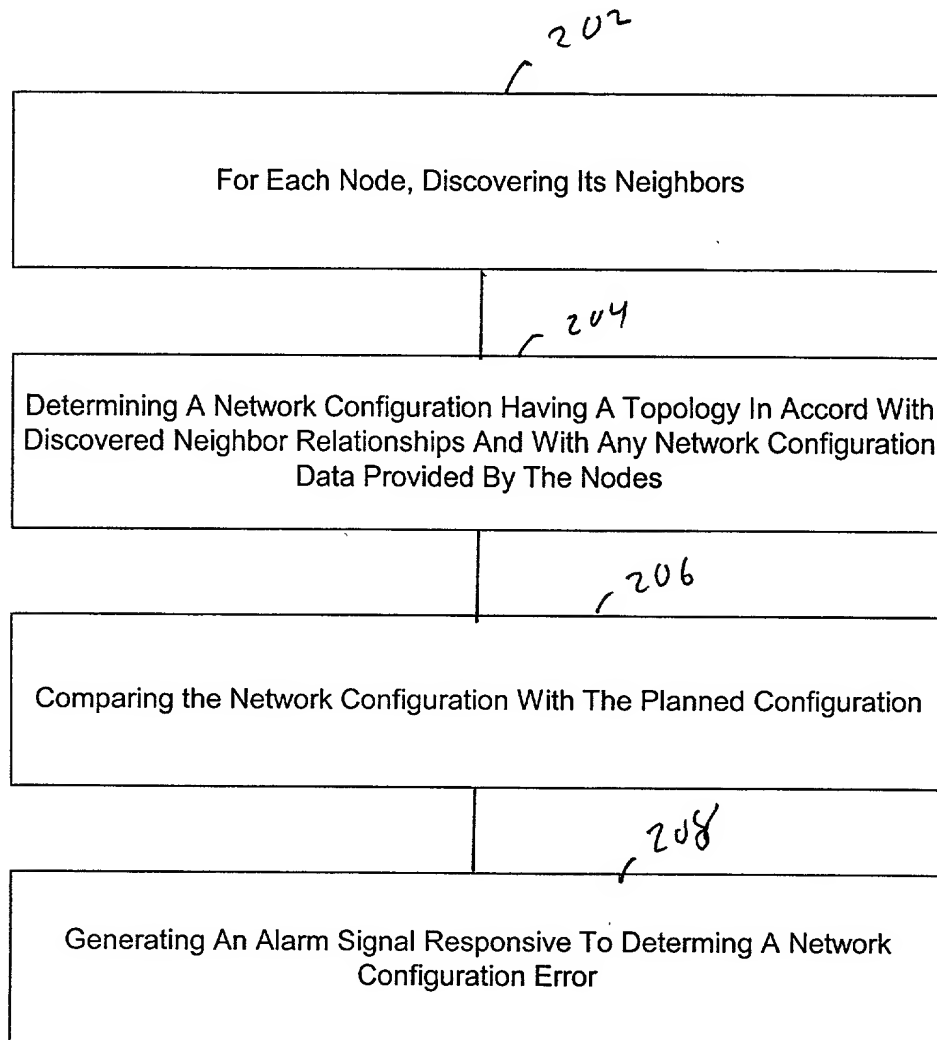 202
For Each Node, Discovering Its Neighbors
204
Determining A Network Configuration Having A Topology In Accord With
Discovered Neighbor Relationships And With Any Network Configuration
Data Provided By The Nodes
206
Comparing the Network Configuration With The Planned Configuration
208
Generating An Alarm Signal Responsive To Determing A Network
Configuration Error